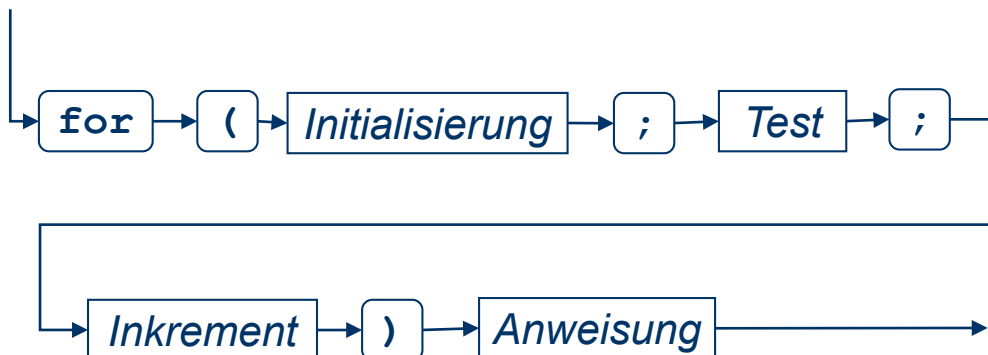 for ( Initialisierung ; Test ;
Inkrement ) Anweisung